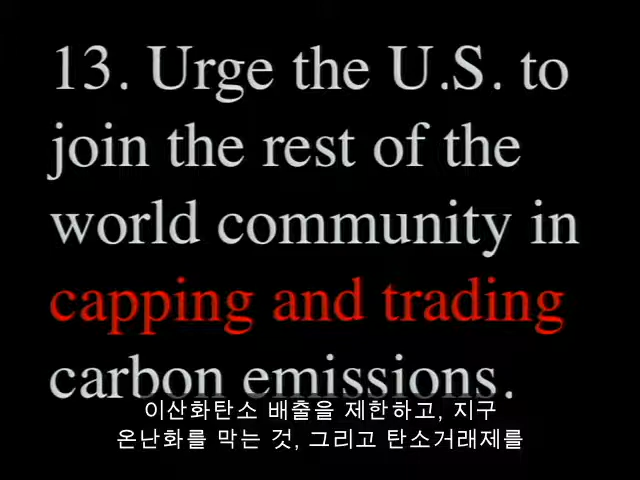 13. Urge the U.S. to
join the rest of the
world community in
capping and trading
carbon emissions.
이산화탄소 배출을 제한하고, 지구
온난화를 막는 것, 그리고 탄소거래제를